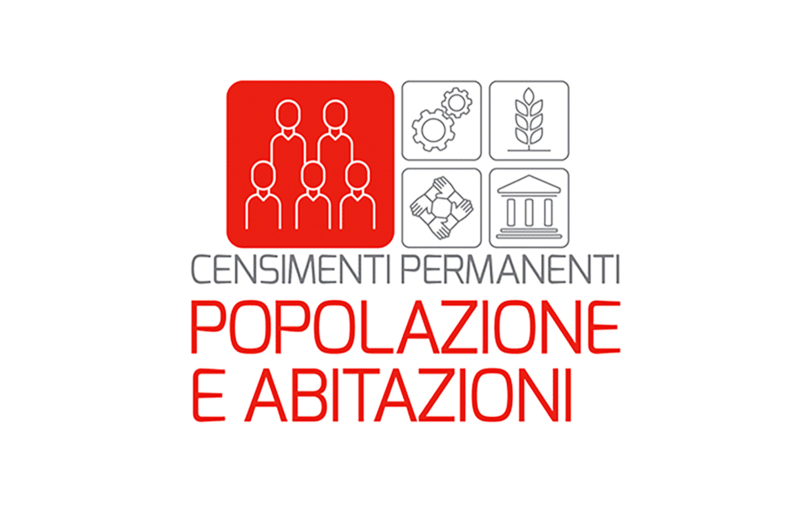 CENSIMENTI PERMANENTI
POPOLAZIONE
E ABITAZIONI